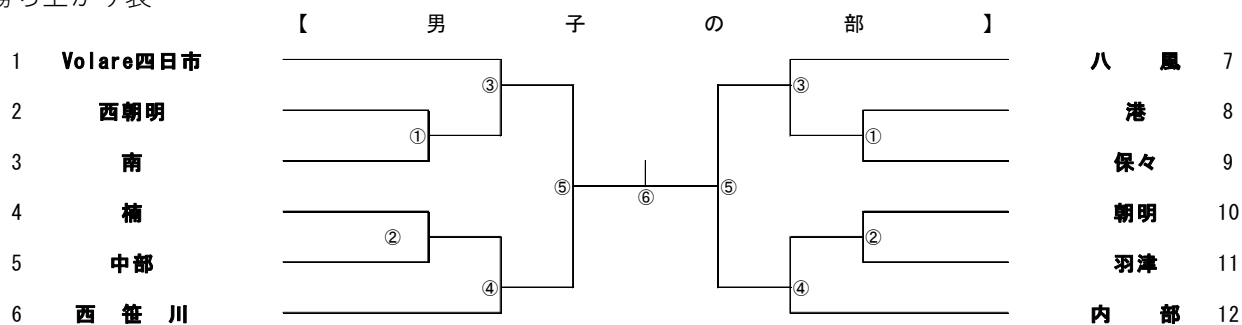 勝ち上がり表
【 男 子 の 部 】
1 Volare四日市 八 風 7
③ ③
2 西朝明 港 8
① ①
3 南 保々 9
⑤ ⑥ ⑤
4 楠 朝明 10
② ②
5 中部 羽津 11
④ ④
6 西 笹 川 内 部 12